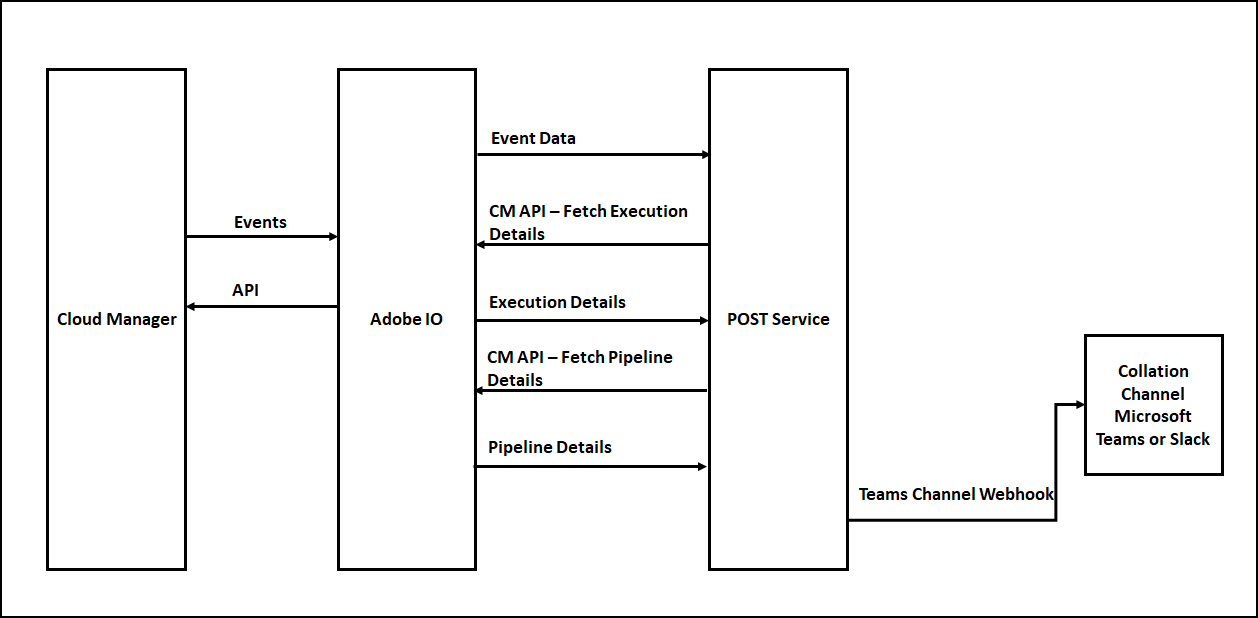 Event Data
CM API – Fetch Execution
Details
Events
API
Execution Details
Cloud Manager
Adobe IO
POST Service
CM API – Fetch Pipeline
Details
Collation
Channel
Microsoft
Teams or Slack
Pipeline Details
Teams Channel Webhook